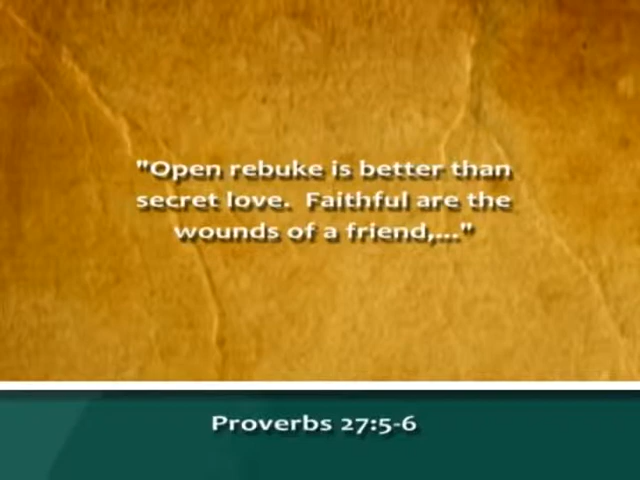 "Open rebuke is better than
secret love.  Faithful are the
wounds of a friend,..."
Proverbs 27:5-6